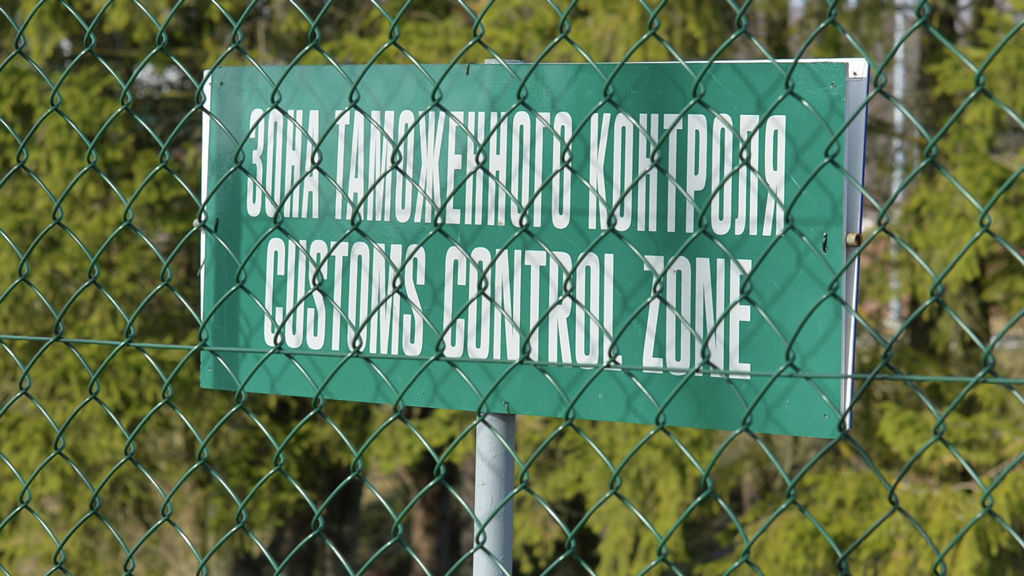 ЗОНА ТАМОЖЕННОГО КОНТРОЛЯ
CUSTOMS CONTROL ZONE